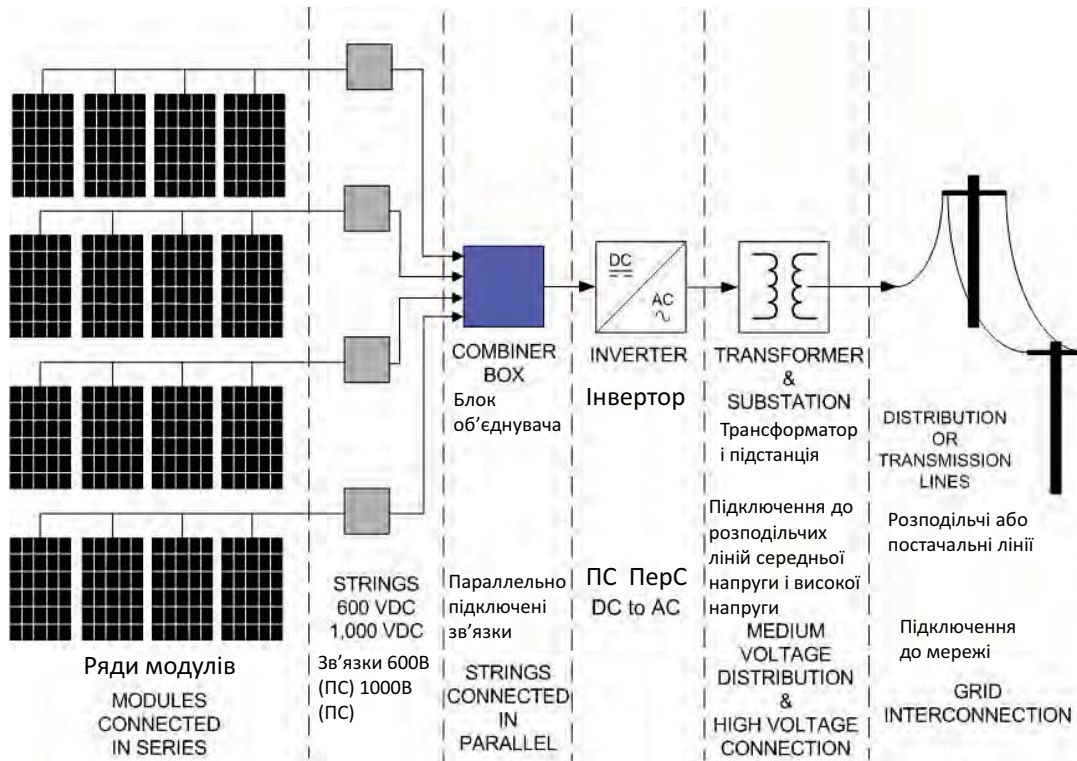 Ряди модулів
MODULES
CONNECTED
IN SERIES
STRINGS
600 VDC
1,000 VDC
Зв’язки 600В
(ПС) 1000В
(ПС)
COMBINER
BOX
Блок
об’єднувача
Параллельно
підключені
зв’язки
STRINGS
CONNECTED
IN
PARALLEL
DC
AC
INVERTER
Інвертор
ПС ПерС
DC to AC
TRANSFORMER
&
SUBSTATION
Трансформатор
і підстанція
Підключення до
розподільчих
ліній середньої
напруги і високої
напруги
MEDIUM
VOLTAGE
DISTRIBUTION
&
HIGH VOLTAGE
CONNECTION
DISTRIBUTION
OR
TRANSMISSION
LINES
Розподільчі або
постачальні лінії
Підключення
до мережі
GRID
INTERCONNECTION